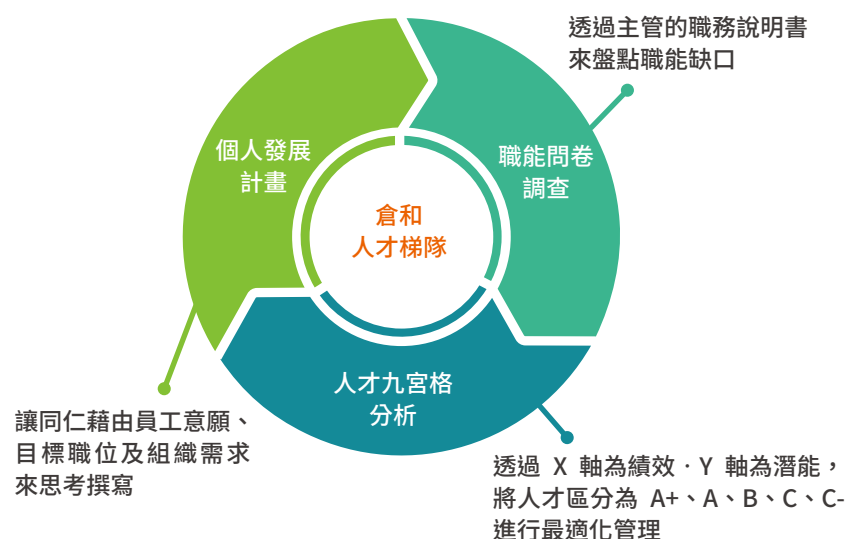 透過主管的職務說明書
來盤點職能缺口
職能問卷
調查
個人發展
計畫
倉和
人才梯隊
人才九宮格
分析
讓同仁藉由員工意願、
目標職位及組織需求
來思考撰寫
透過 X 軸為績效‧Y 軸為潛能，
將人才區分為 A+、A、B、C、C-
進行最適化管理